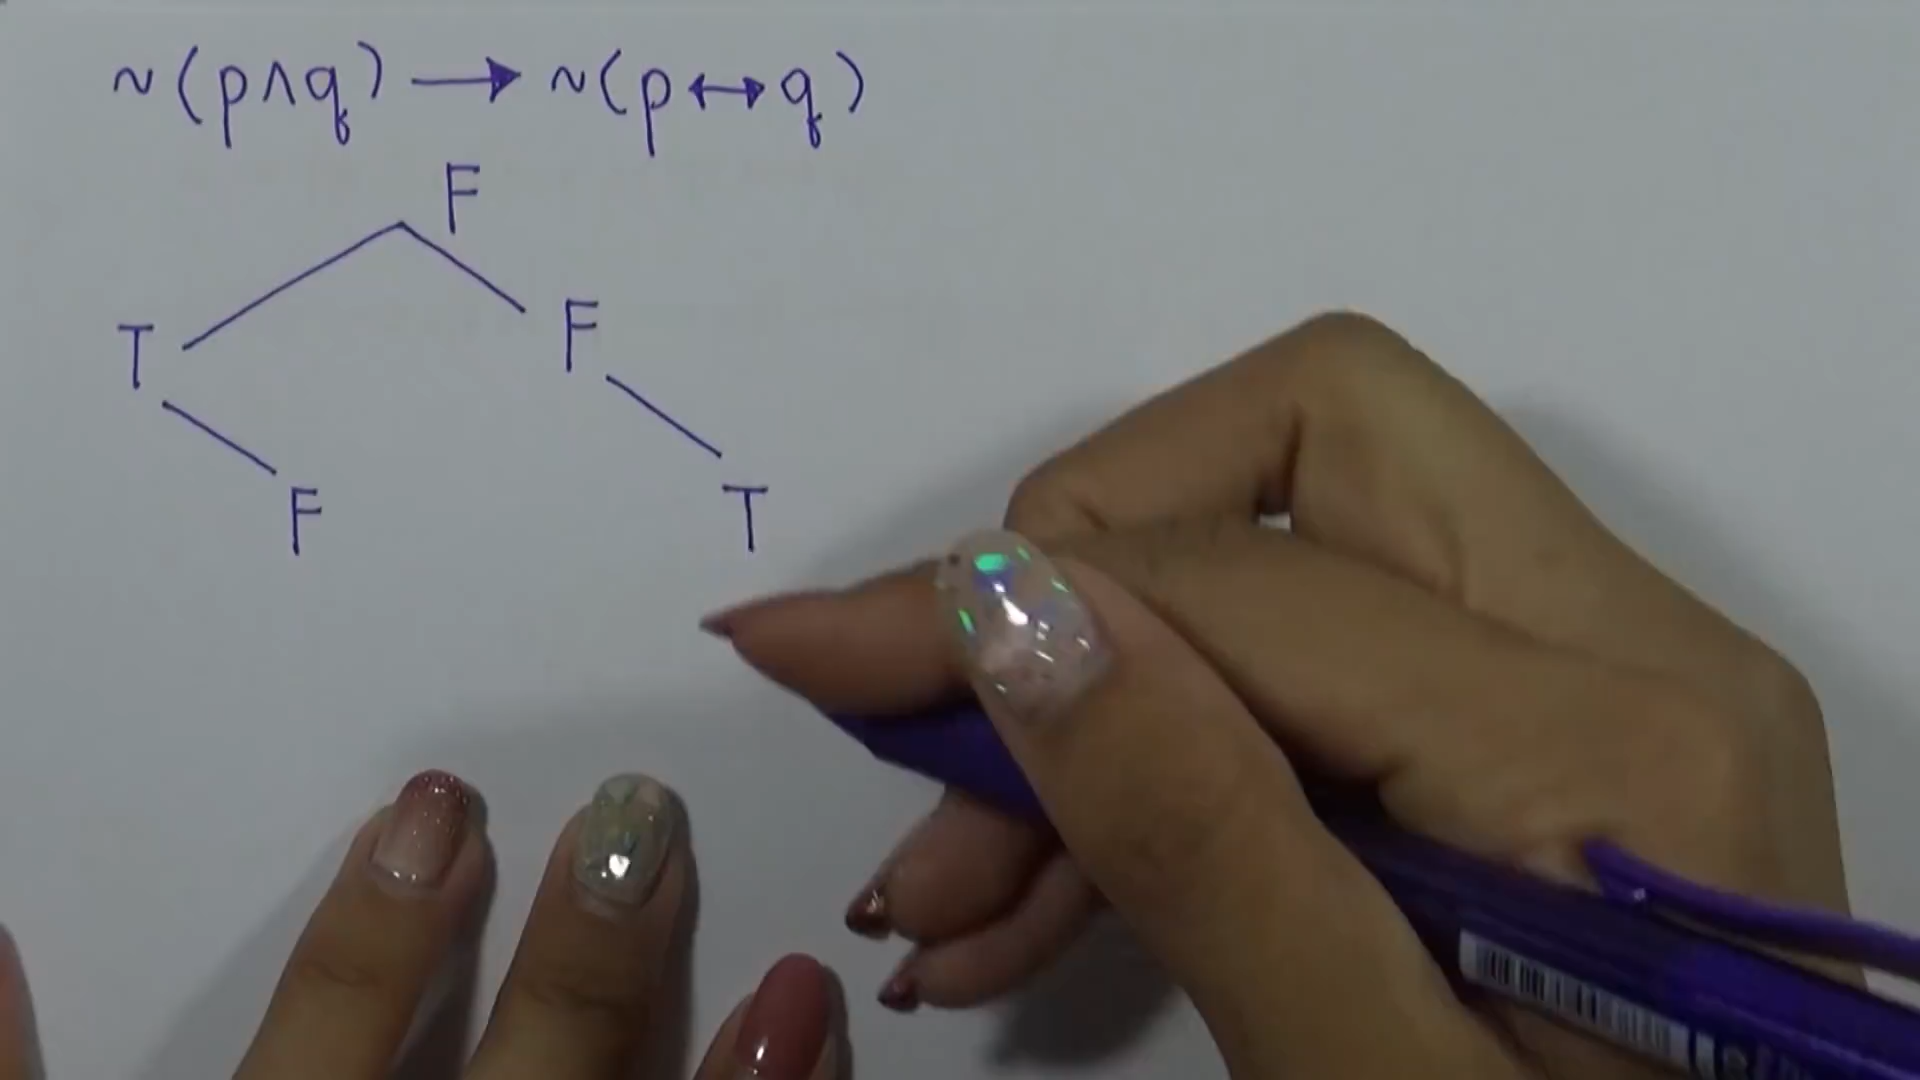 ~(p∧q) → ~(p↔q)
F
T F
F T